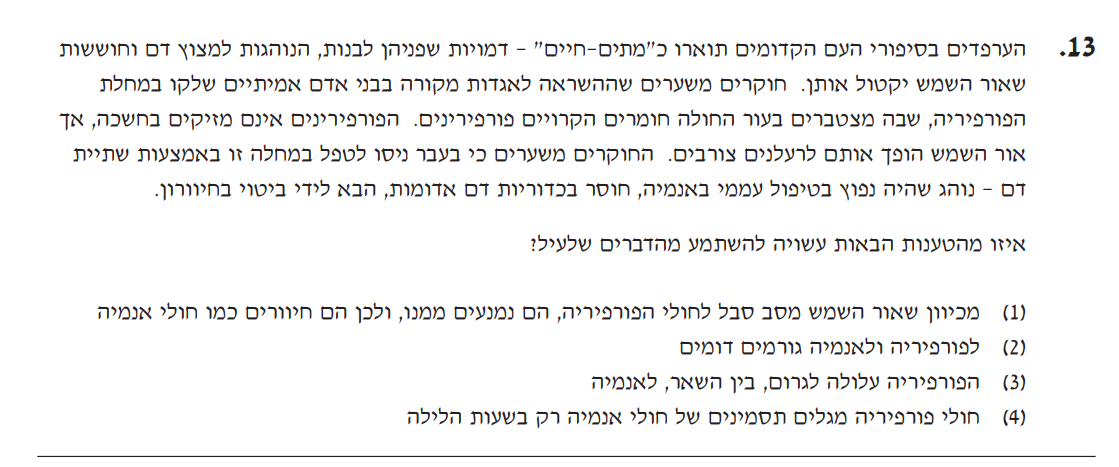 13. הערפדים בסיפורי העם הקדומים תוארו כ"מתים-חיים" – דמויות שפניהן לבנות, הנוהגות למצוץ דם וחוששות
שאור השמש יקטול אותן. חוקרים משערים שההשראה לאגדות מקורה בבני אדם אמיתיים שלקו במחלת
הפורפיריה, שבה מצטברים בעור החולה חומרים הקרויים פורפירינים. הפורפירינים אינם מזיקים בחשכה, אך
אור השמש הופך אותם לרעלנים צורבים. החוקרים משערים כי בעבר ניסו לטפל במחלה זו באמצעות שתיית
דם – נוהג שהיה נפוץ בטיפול עממי באנמיה, חוסר בכדוריות דם אדומות, הבא לידי ביטוי בחיוורון.
איזו מהטענות הבאות עשויה להשתמע מהדברים שלעיל?
(1) מכיוון שאור השמש מסב סבל לחולי הפורפיריה, הם נמנעים ממנו, ולכן הם חיוורים כמו חולי אנמיה
(2) לפורפיריה ולאנמיה גורמים דומים
(3) הפורפיריה עלולה לגרום, בין השאר, לאנמיה
(4) חולי פורפיריה מגלים תסמינים של חולי אנמיה רק בשעות הלילה